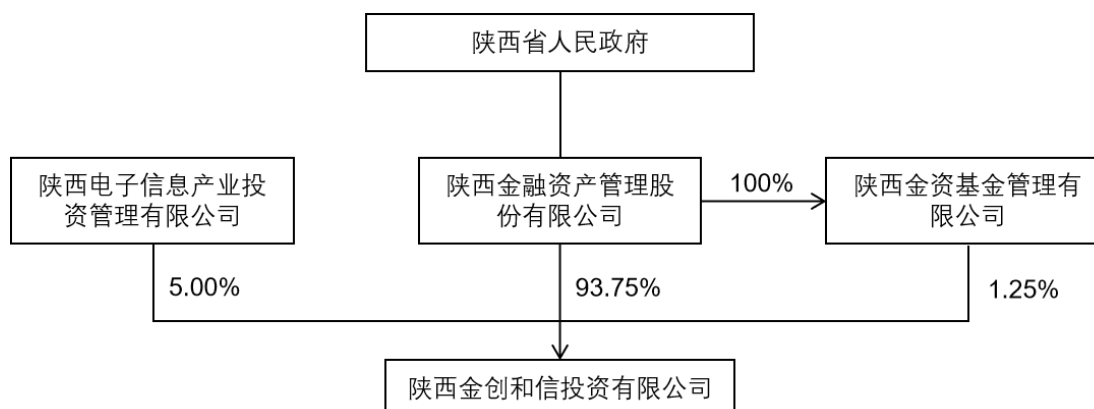 陕西省人民政府
陕西电子信息产业投
资管理有限公司
陕西金融资产管理股
份有限公司
100%
陕西金资基金管理有
限公司
5.00%
93.75%
1.25%
陕西金创和信投资有限公司